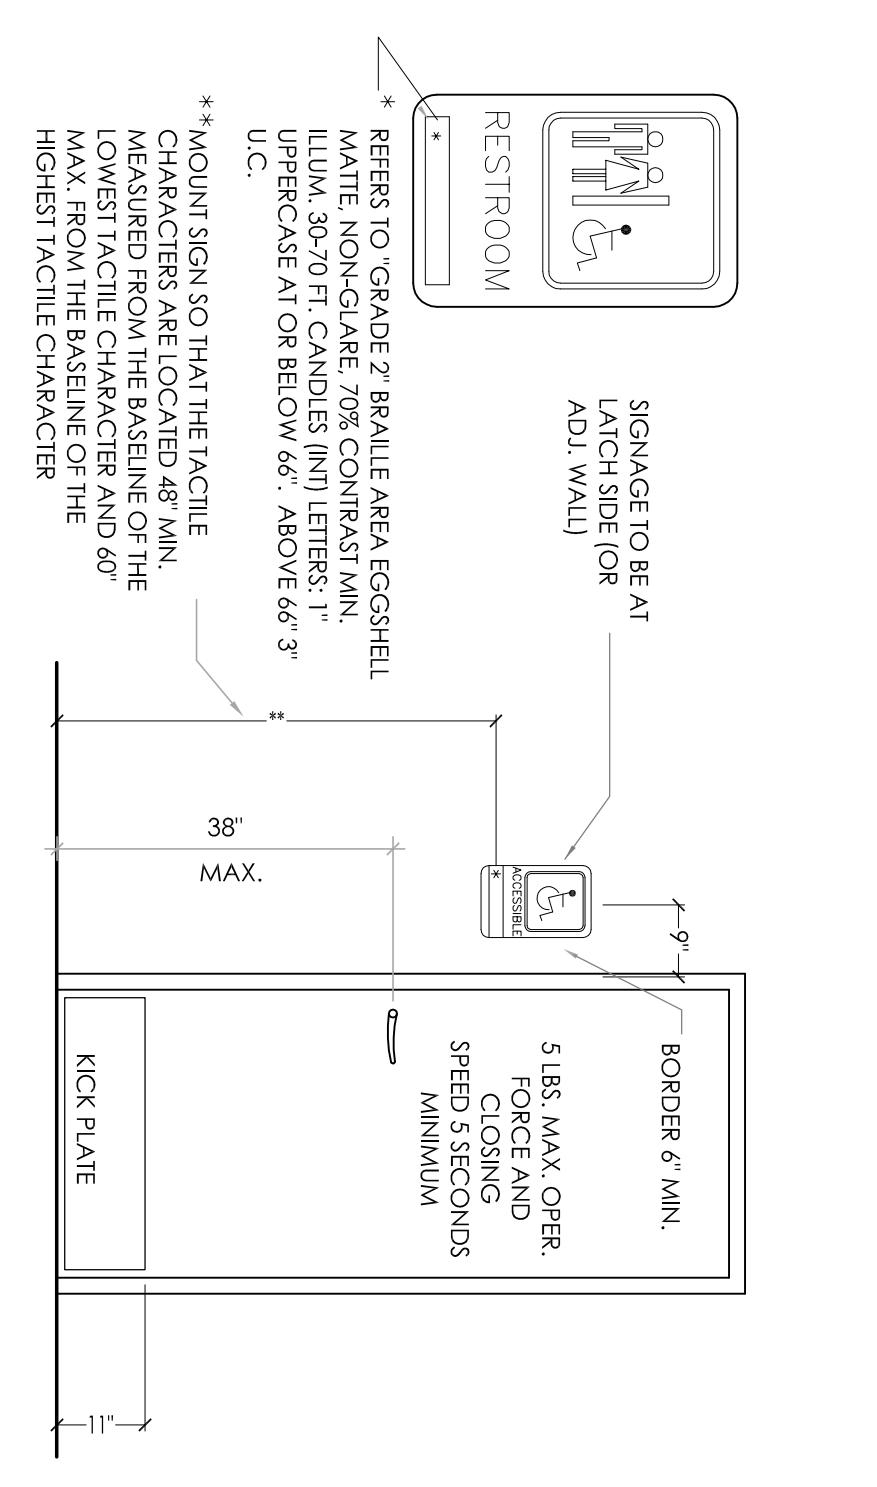 RESTROOM
*
* REFERS TO "GRADE 2" BRAILLE AREA EGGSHELL
MATTE, NON-GLARE, 70% CONTRAST MIN.
ILLUM. 30-70 FT. CANDLES (INT) LETTERS: 1"
UPPERCASE AT OR BELOW 66".  ABOVE 66" 3"
U.C.
**MOUNT SIGN SO THAT THE TACTILE
CHARACTERS ARE LOCATED 48" MIN.
MEASURED FROM THE BASELINE OF THE
LOWEST TACTILE CHARACTER AND 60"
MAX. FROM THE BASELINE OF THE
HIGHEST TACTILE CHARACTER
SIGNAGE TO BE AT
LATCH SIDE (OR
ADJ. WALL)
**
38"
MAX.
ACCESSIBLE
*
9"
BORDER 6" MIN.
5 LBS. MAX. OPER.
FORCE AND
CLOSING
SPEED 5 SECONDS
MINIMUM
KICK PLATE
11"